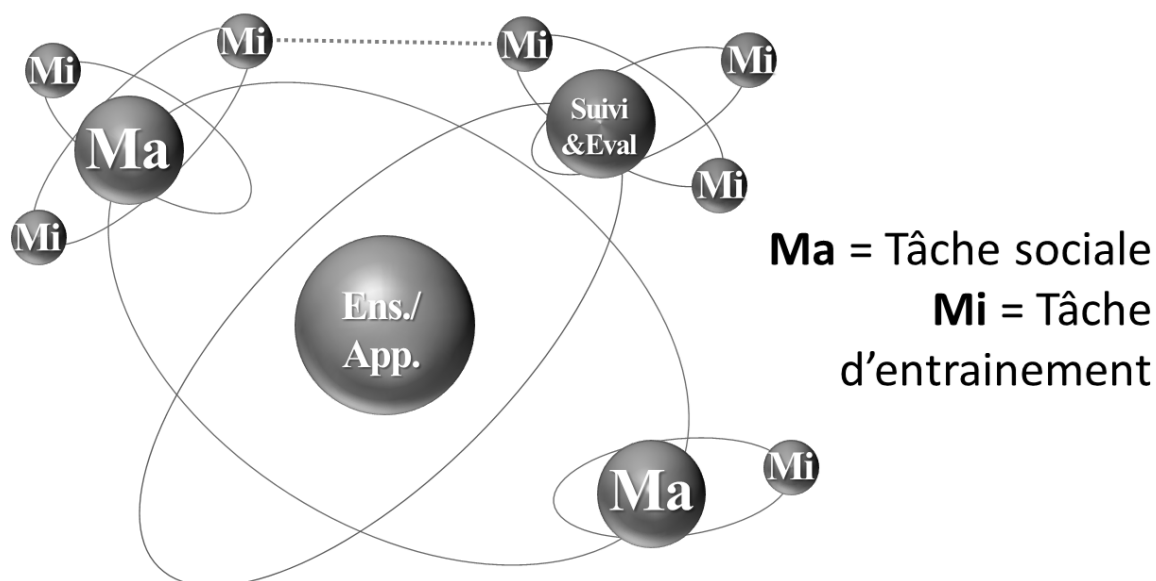 Mi
Mi
Mi
Mi
Ma
Suivi
&Eval
Mi
Mi
Ens./
App.
Ma
Mi
Ma = Tâche sociale
Mi = Tâche
d’entrainement